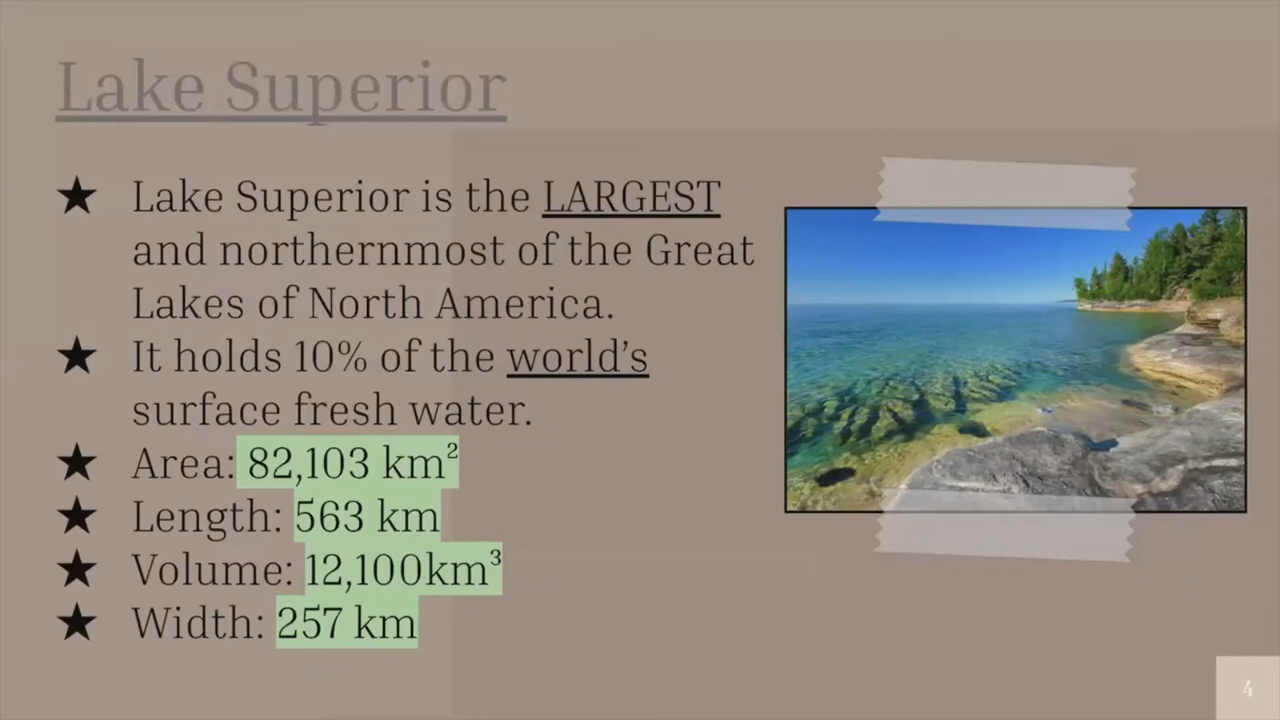 Lake Superior
★ Lake Superior is the LARGEST
and northernmost of the Great
Lakes of North America.
★ It holds 10% of the world’s
surface fresh water.
★ Area: 82,103 km²
★ Length: 563 km
★ Volume: 12,100km³
★ Width: 257 km
4